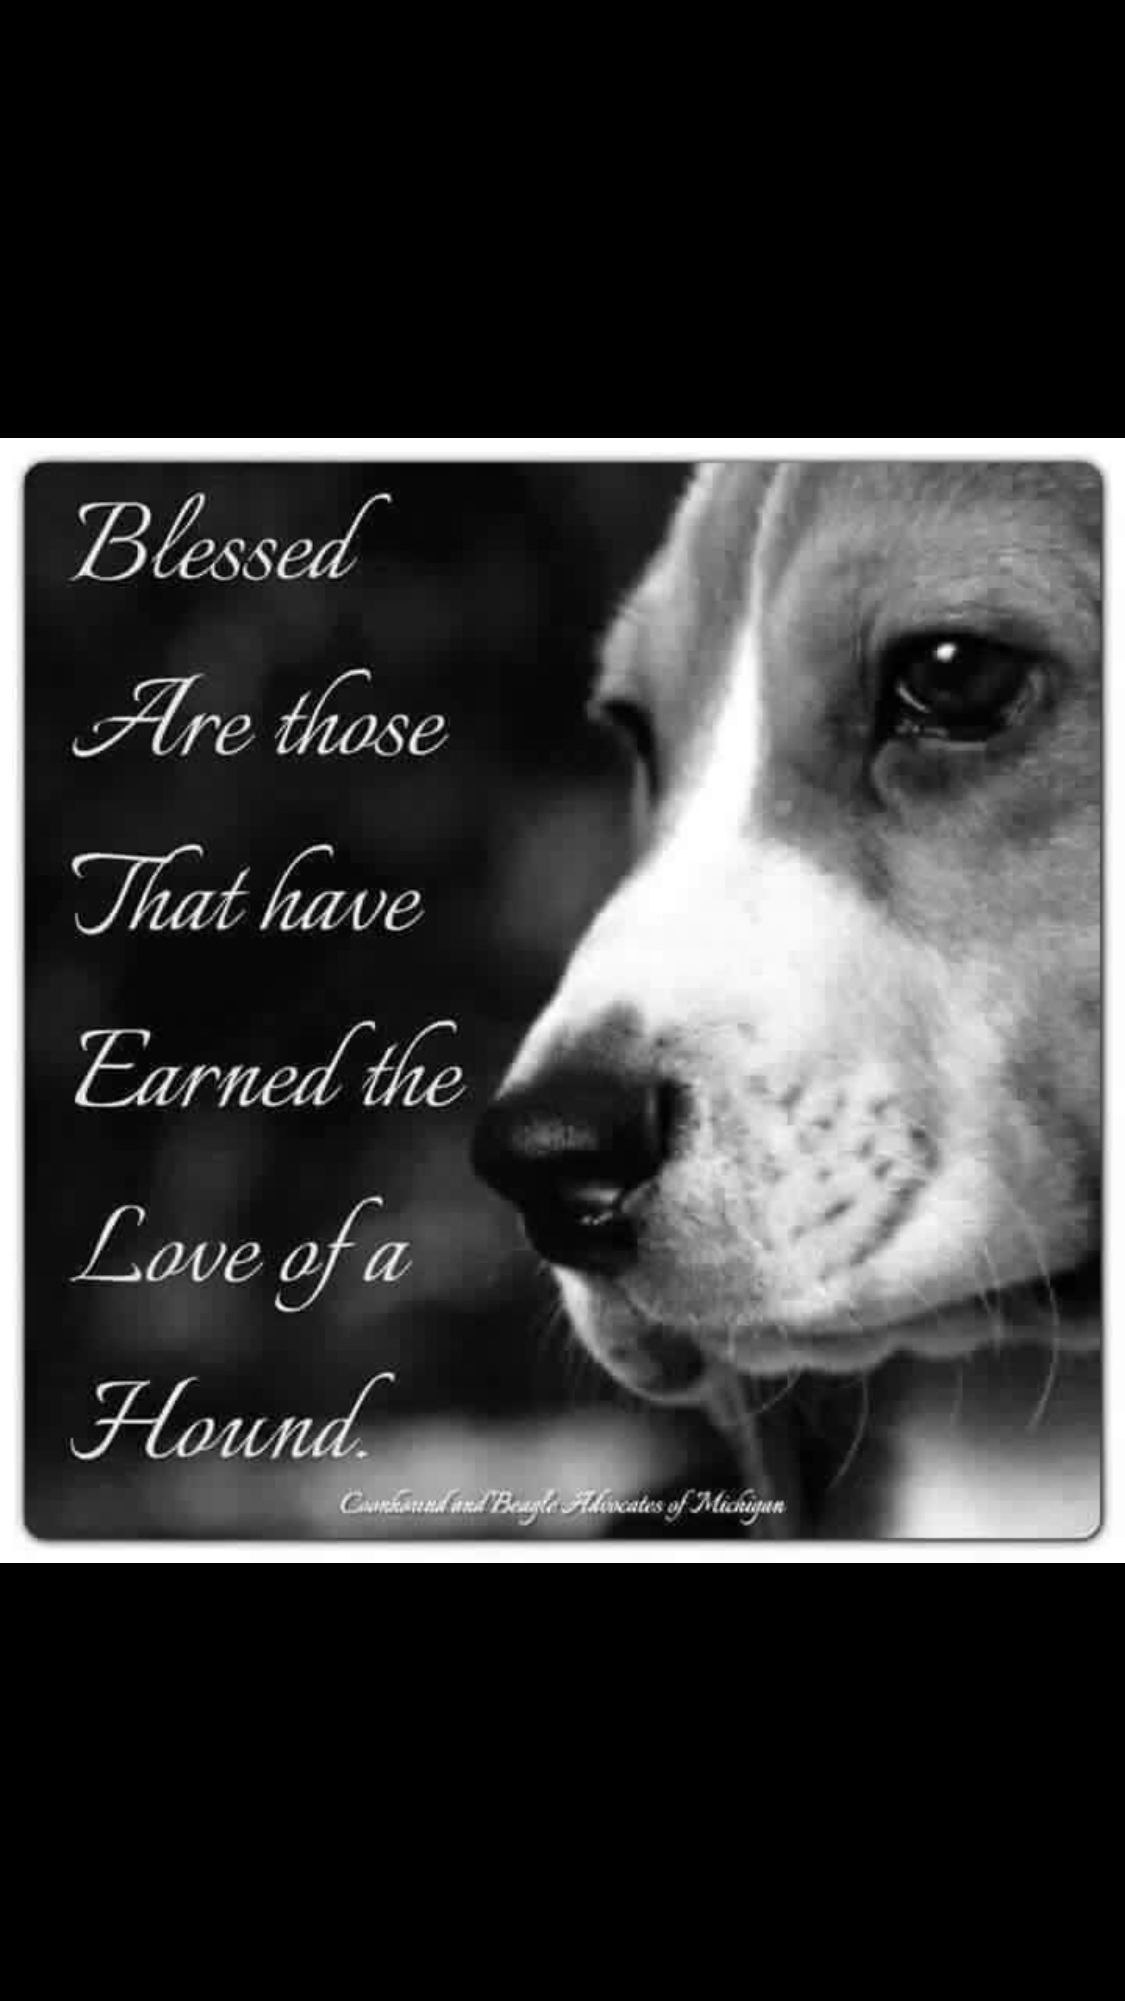 Blessed
Are those
That have
Earned the
Love of a
Hound.
Coonhound and Beagle Advocates of Michigan